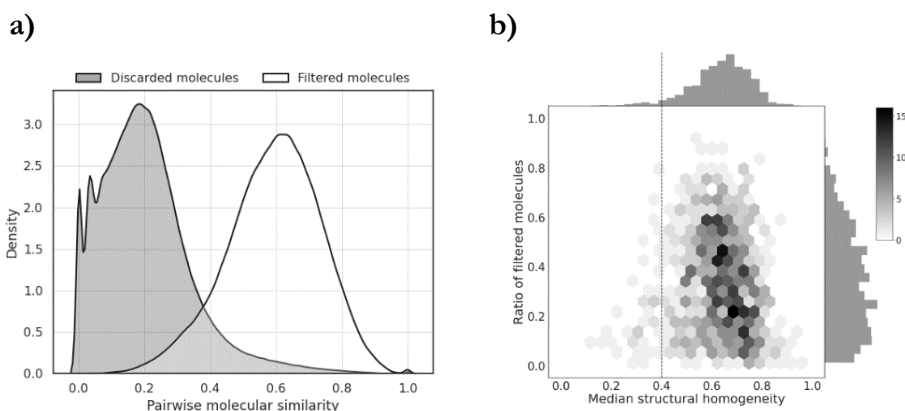 a)
Discarded molecules
Filtered molecules
3.0
2.5
2.0
1.5
1.0
0.5
0.0
Density
0.0 0.2 0.4 0.6 0.8 1.0
Pairwise molecular similarity
b)
1.0
0.8
0.6
0.4
0.2
0.0
Ratio of filtered molecules
0.0 0.2 0.4 0.6 0.8 1.0
Median structural homogeneity
15
10
5
0